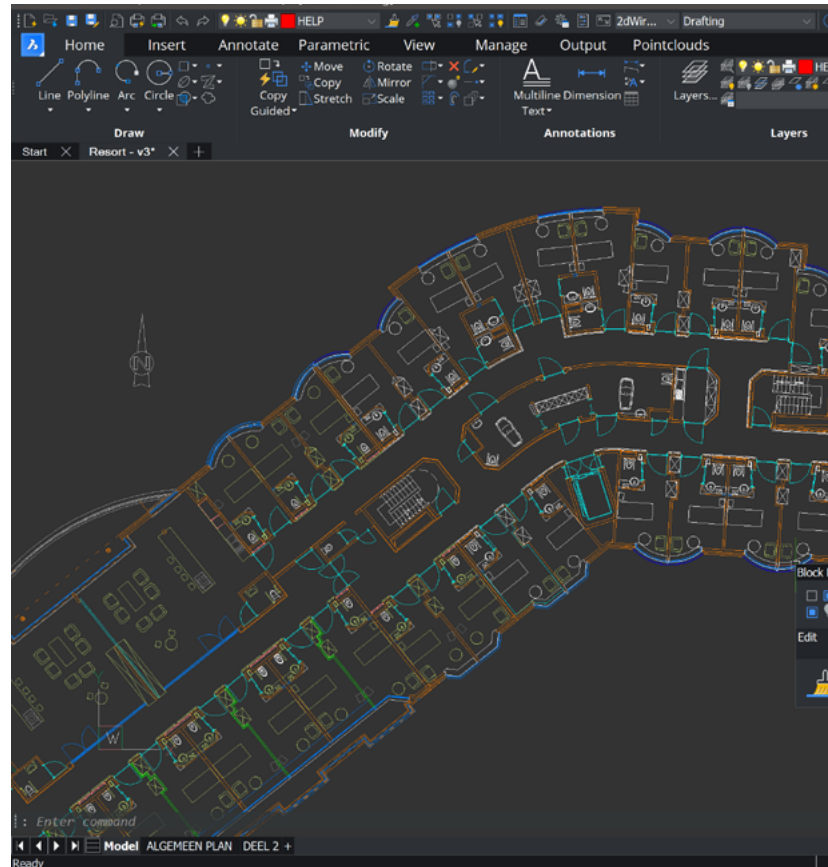 HELP 2dWir... Drafting
Home Insert Annotate Parametric View Manage Output Pointclouds
Line Polyline Arc Circle Copy Guided Move Copy Stretch Rotate Mirror Scale Multiline Text Dimension Layers...
Draw Modify Annotations Layers
Start Resort - v3*
N
W
Block
Edit
: Enter command
Model ALGEMEEN PLAN DEEL 2 +
Ready